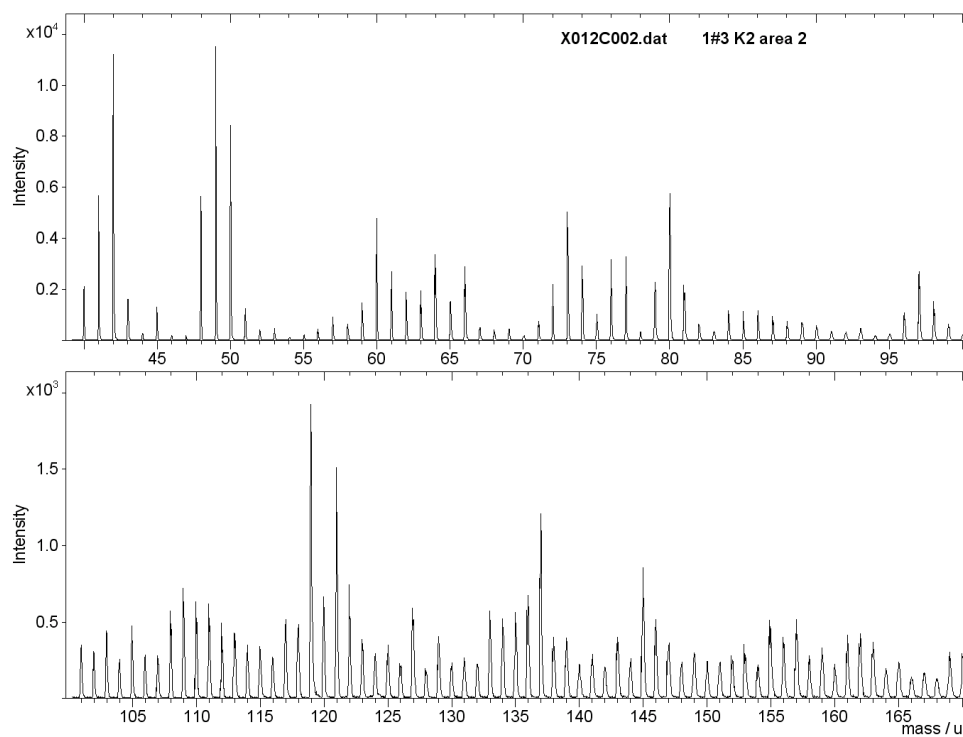 x10⁴
X012C002.dat 1#3 K2 area 2
1.0
0.8
0.6
0.4
0.2
Intensity
45 50 55 60 65 70 75 80 85 90 95
x10³
1.5
1.0
0.5
Intensity
105 110 115 120 125 130 135 140 145 150 155 160 165
mass / u